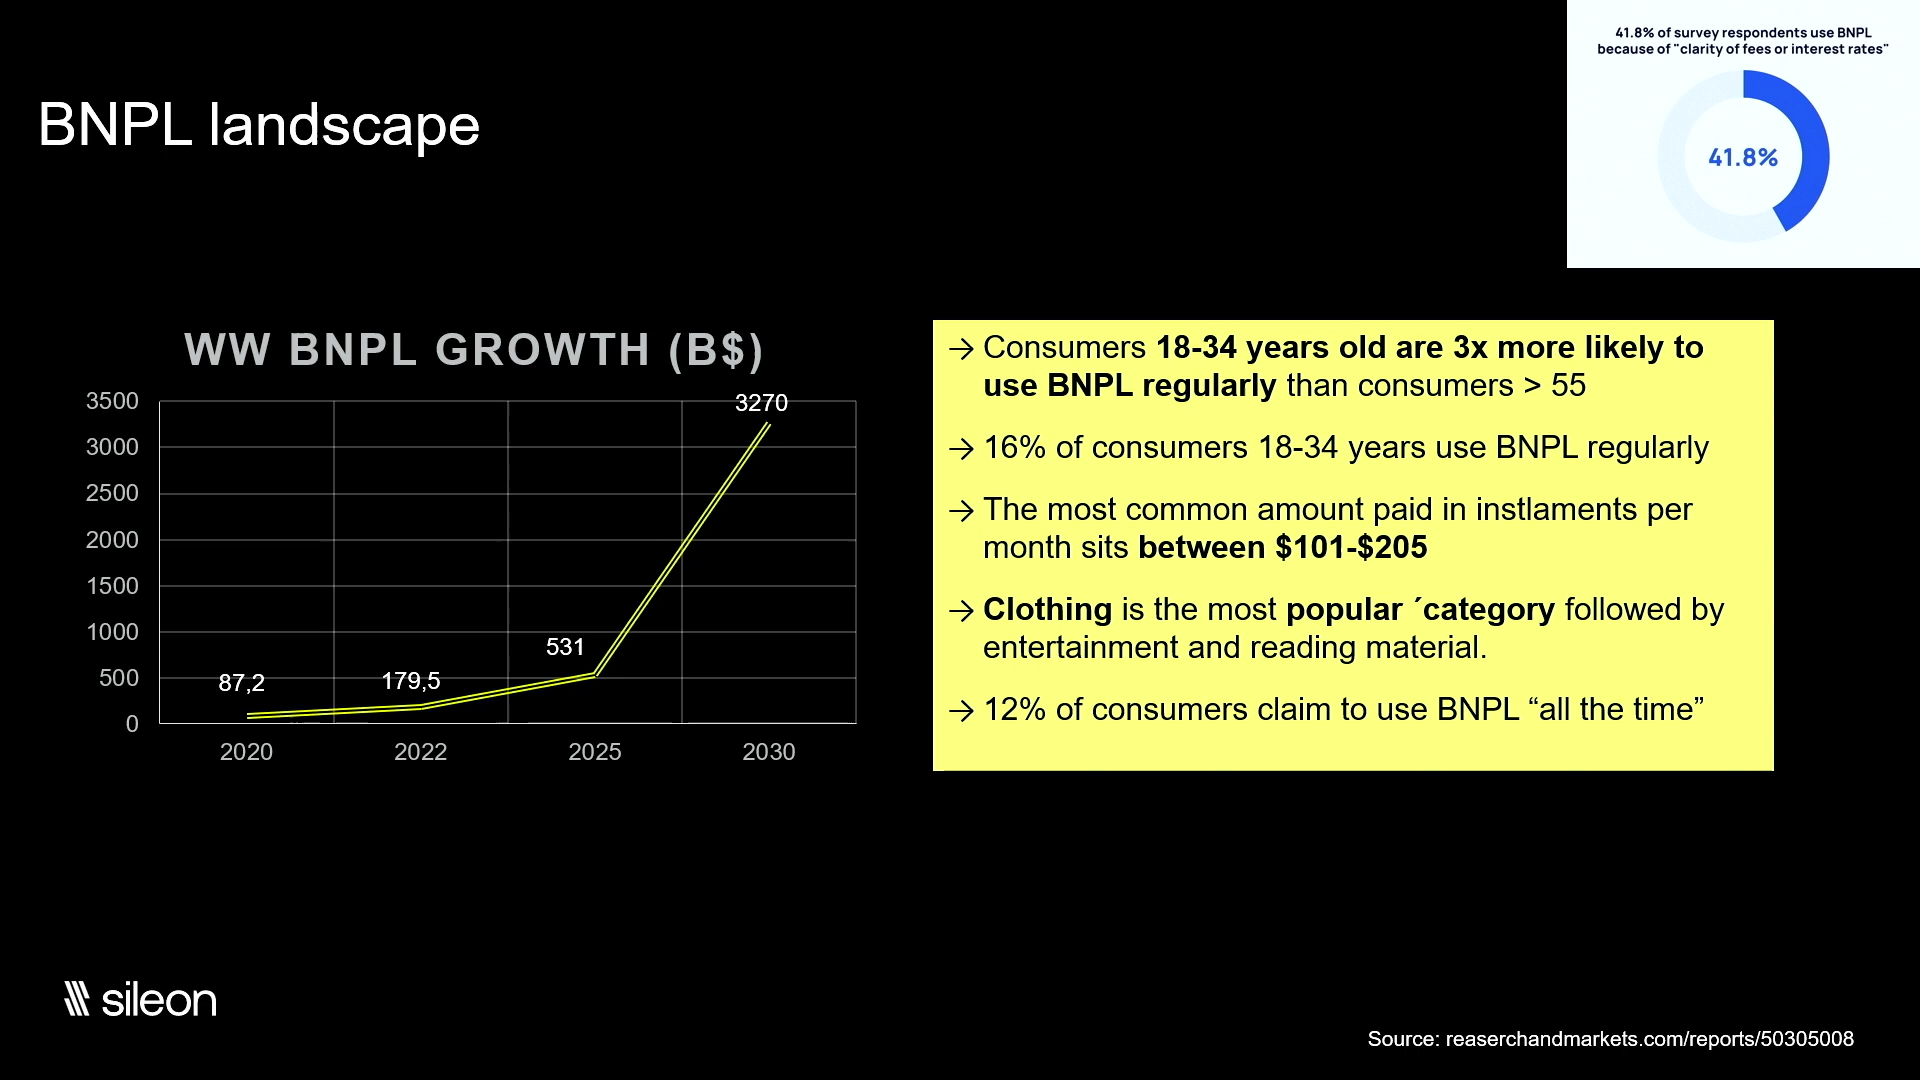 41.8% of survey respondents use BNPL
because of "clarity of fees or interest rates"
41.8%
BNPL landscape
WW BNPL GROWTH (B$)
3500
3000
2500
2000
1500
1000
500
0
87,2
179,5
531
3270
2020
2022
2025
2030
→ Consumers 18-34 years old are 3x more likely to
use BNPL regularly than consumers > 55
→ 16% of consumers 18-34 years use BNPL regularly
→ The most common amount paid in instlaments per
month sits between $101-$205
→ Clothing is the most popular ´category followed by
entertainment and reading material.
→ 12% of consumers claim to use BNPL “all the time”
sileon
Source: reaserchandmarkets.com/reports/50305008